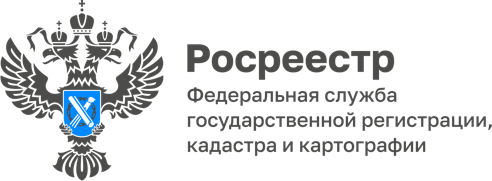 Росреестр
Федеральная служба
государственной регистрации,
кадастра и картографии